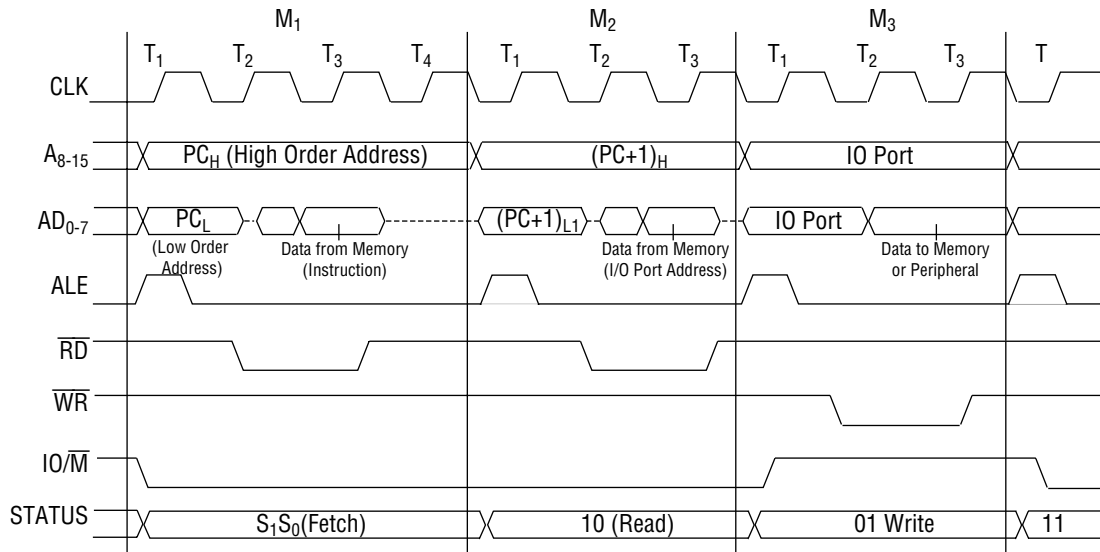 M1 M2 M3
T1 T2 T3 T4 T1 T2 T3 T1 T2 T3 T
CLK
A8-15 PCH (High Order Address) (PC+1)H IO Port
AD0-7 PCL (PC+1)L1 IO Port
(Low Order Address) Data from Memory (Instruction) Data from Memory (I/O Port Address) Data to Memory or Peripheral
ALE
RD
WR
IO/M
STATUS S1S0(Fetch) 10 (Read) 01 Write 11